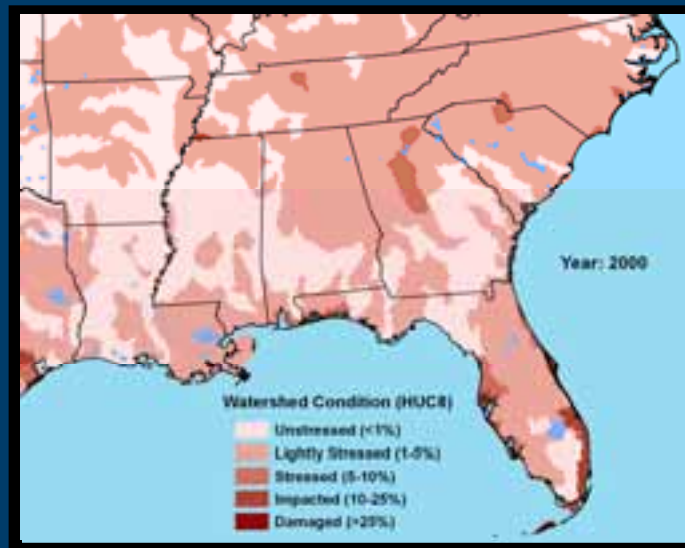 Year: 2000
Watershed Condition (HUC8)
Unstressed (<1%)
Lightly Stressed (1-5%)
Stressed (5-10%)
Impacted (10-25%)
Damaged (>25%)